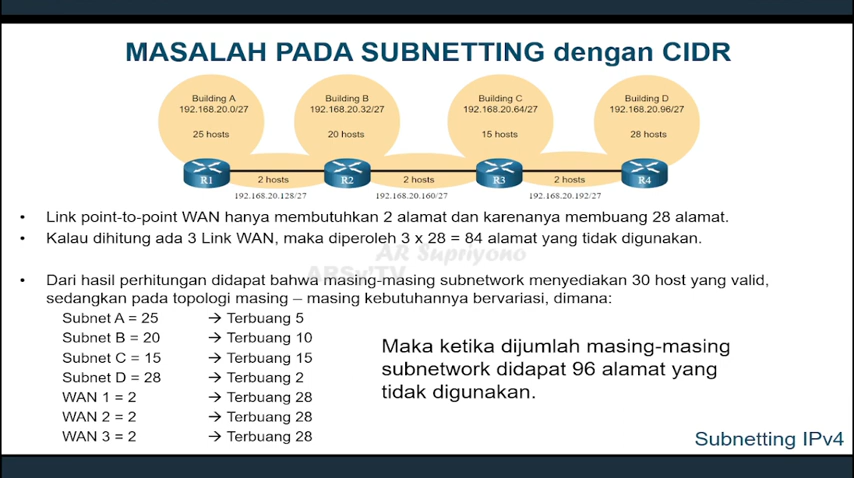 MASALAH PADA SUBNETTING dengan CIDR
Building A
192.168.20.0/27
25 hosts
Building B
192.168.20.32/27
20 hosts
Building C
192.168.20.64/27
15 hosts
Building D
192.168.20.96/27
28 hosts
R1
2 hosts
R2
2 hosts
R3
2 hosts
R4
192.168.20.128/27
192.168.20.160/27
192.168.20.192/27
• Link point-to-point WAN hanya membutuhkan 2 alamat dan karenanya membuang 28 alamat.
• Kalau dihitung ada 3 Link WAN, maka diperoleh 3 x 28 = 84 alamat yang tidak digunakan.
AR Supriyono
ARSy'TV
• Dari hasil perhitungan didapat bahwa masing-masing subnetwork menyediakan 30 host yang valid,
sedangkan pada topologi masing – masing kebutuhannya bervariasi, dimana:
Subnet A = 25 → Terbuang 5
Subnet B = 20 → Terbuang 10
Subnet C = 15 → Terbuang 15
Subnet D = 28 → Terbuang 2
WAN 1 = 2 → Terbuang 28
WAN 2 = 2 → Terbuang 28
WAN 3 = 2 → Terbuang 28
Maka ketika dijumlah masing-masing
subnetwork didapat 96 alamat yang
tidak digunakan.
Subnetting IPv4